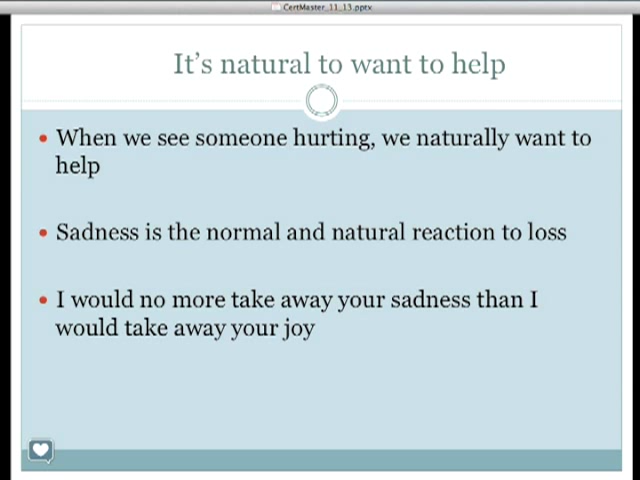 CertMaster_11_13.pptx
It's natural to want to help
• When we see someone hurting, we naturally want to
help
• Sadness is the normal and natural reaction to loss
• I would no more take away your sadness than I
would take away your joy